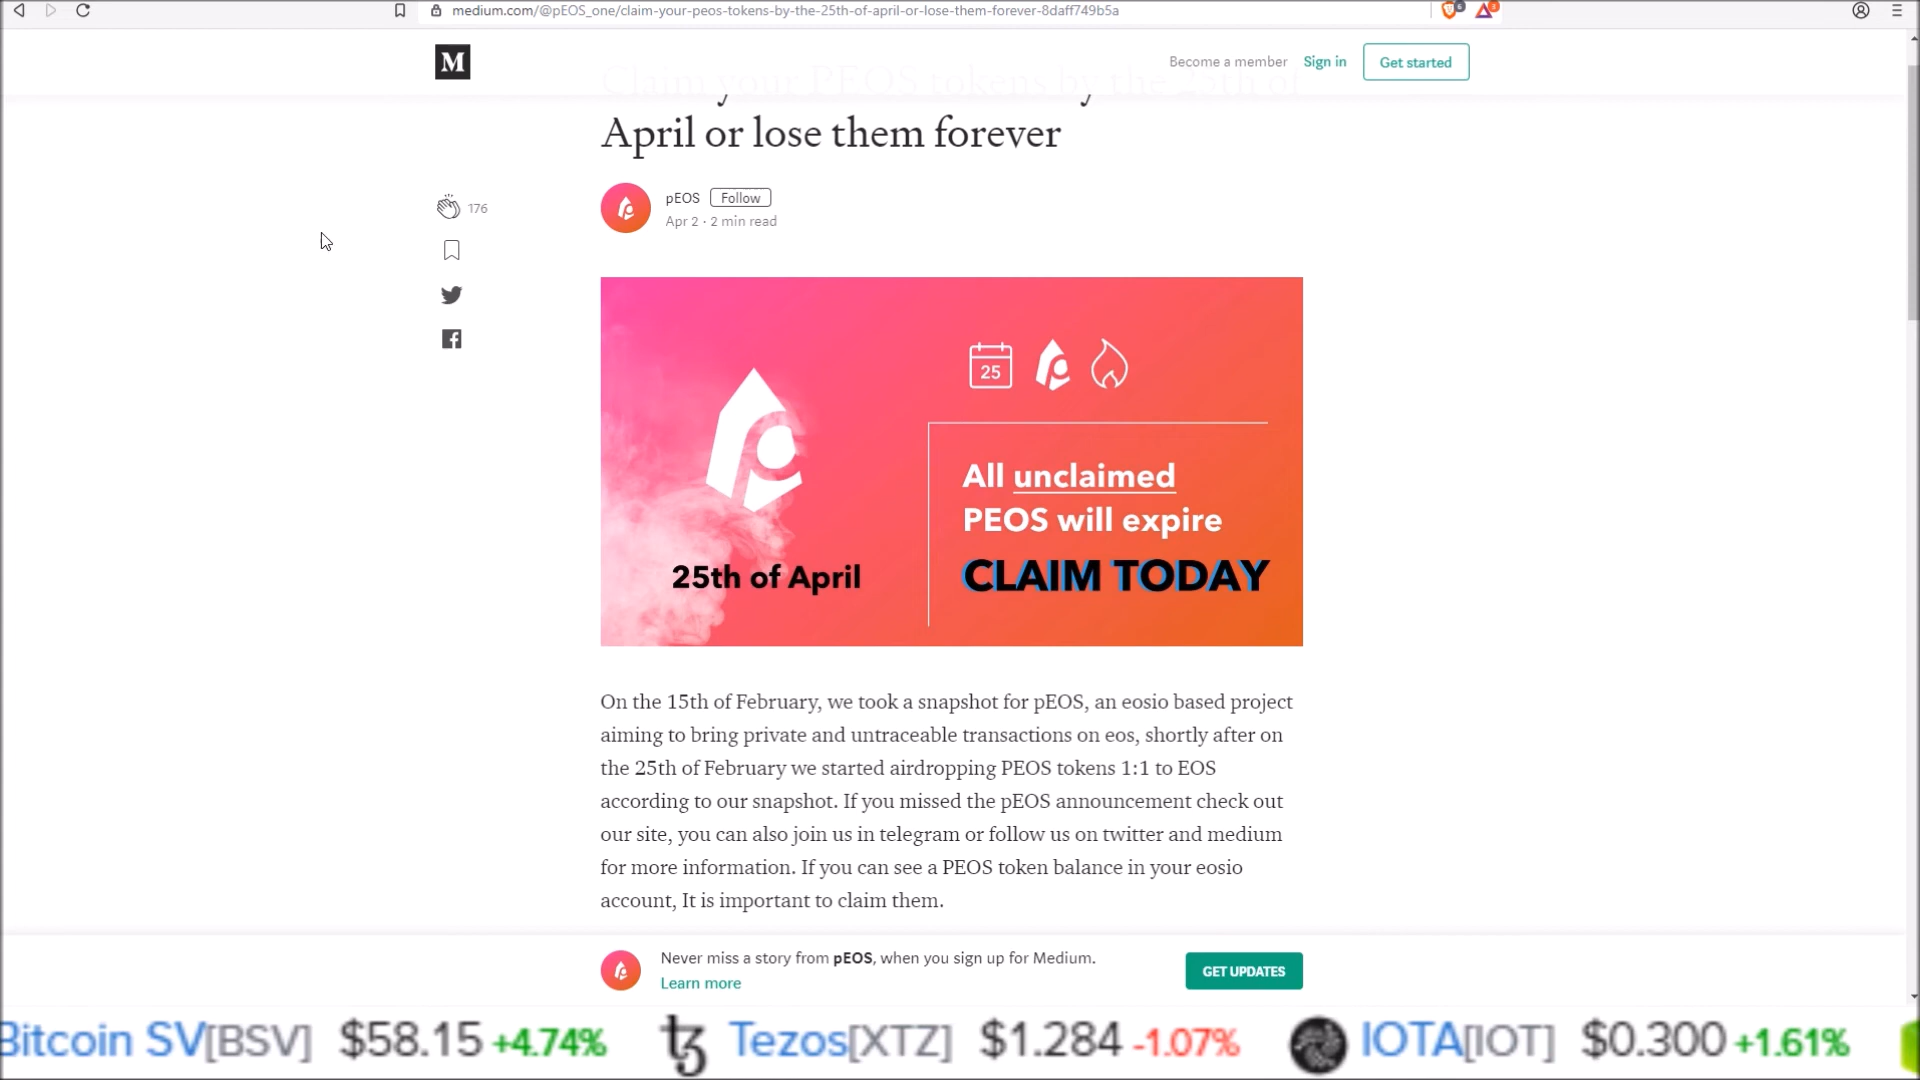 medium.com/@pEOS_one/claim-your-peos-tokens-by-the-25th-of-april-or-lose-them-forever-8daff749b5a
M
Become a member Sign in Get started
Claim your PEOS tokens by the 25th of
April or lose them forever
pEOS Follow
Apr 2 · 2 min read
176
25
All unclaimed
PEOS will expire
CLAIM TODAY
25th of April
On the 15th of February, we took a snapshot for pEOS, an eosio based project
aiming to bring private and untraceable transactions on eos, shortly after on
the 25th of February we started airdropping PEOS tokens 1:1 to EOS
according to our snapshot. If you missed the pEOS announcement check out
our site, you can also join us in telegram or follow us on twitter and medium
for more information. If you can see a PEOS token balance in your eosio
account, It is important to claim them.
Never miss a story from pEOS, when you sign up for Medium.
Learn more
GET UPDATES
Bitcoin SV[BSV] $58.15 +4.74% Tezos[XTZ] $1.284 -1.07% IOTA[IOT] $0.300 +1.61%